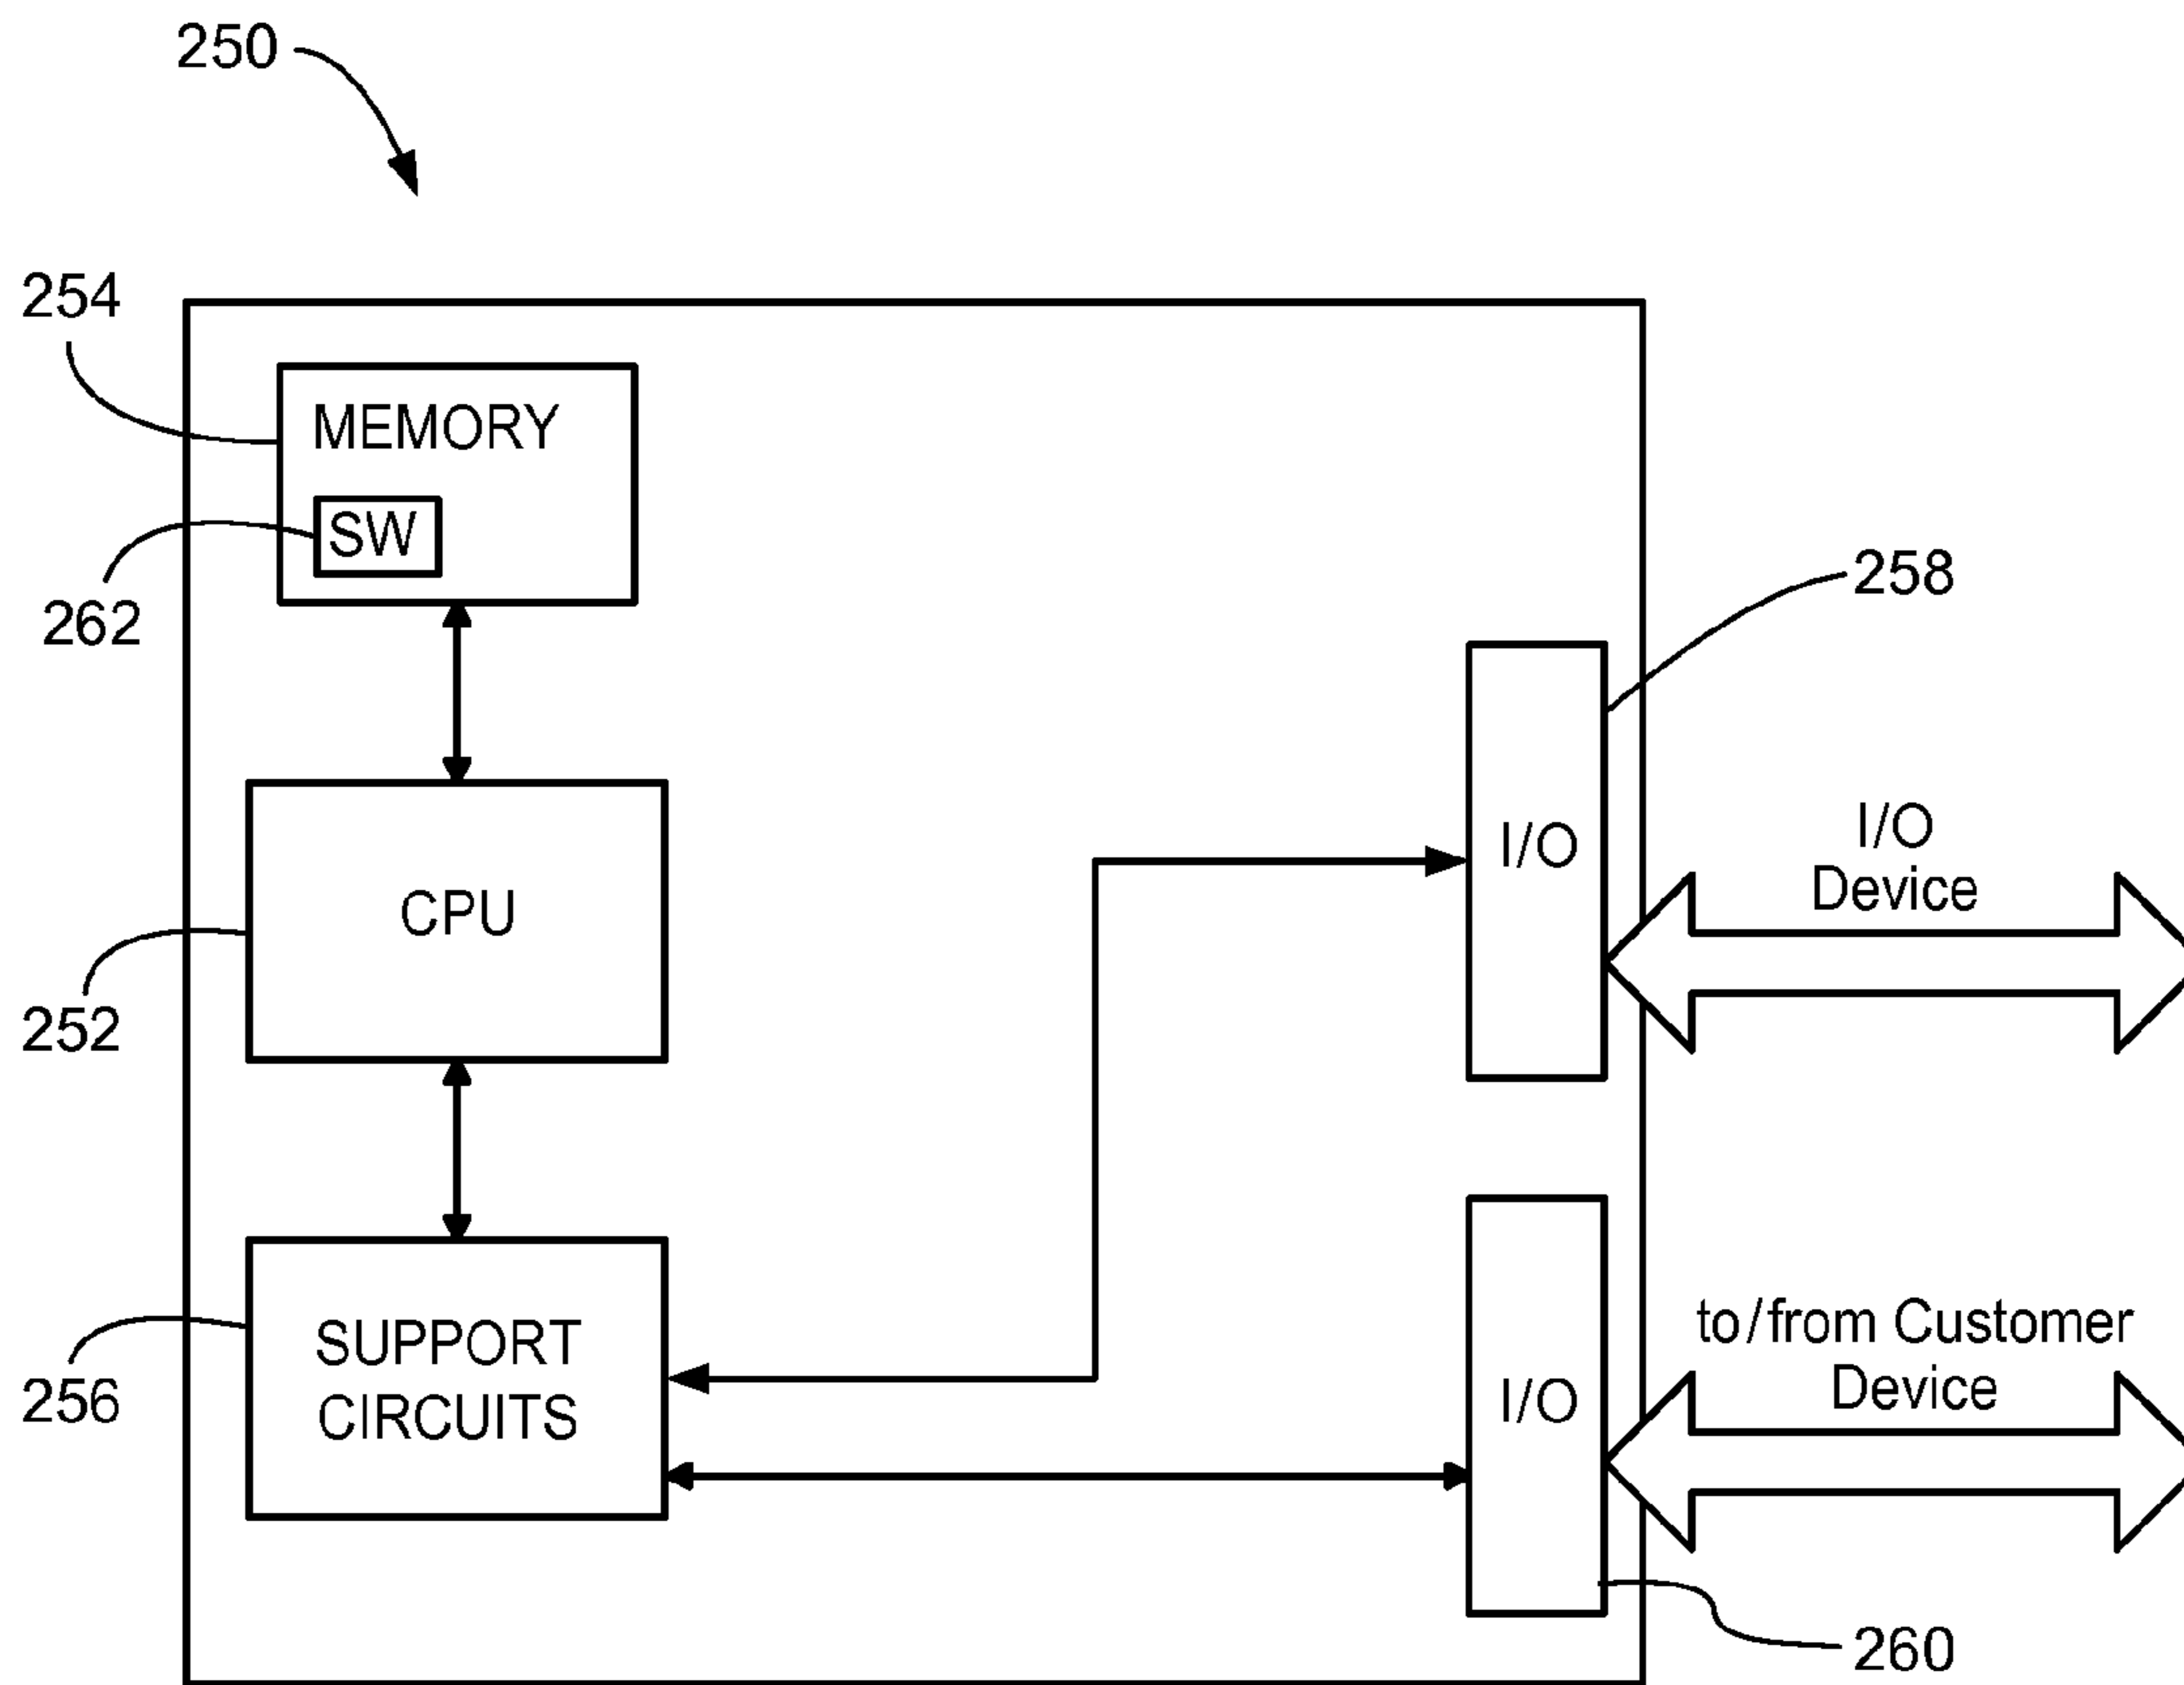 250
254
MEMORY
SW
262
258
I/O
I/O
Device
CPU
252
to/from Customer
Device
SUPPORT
CIRCUITS
256
I/O
260